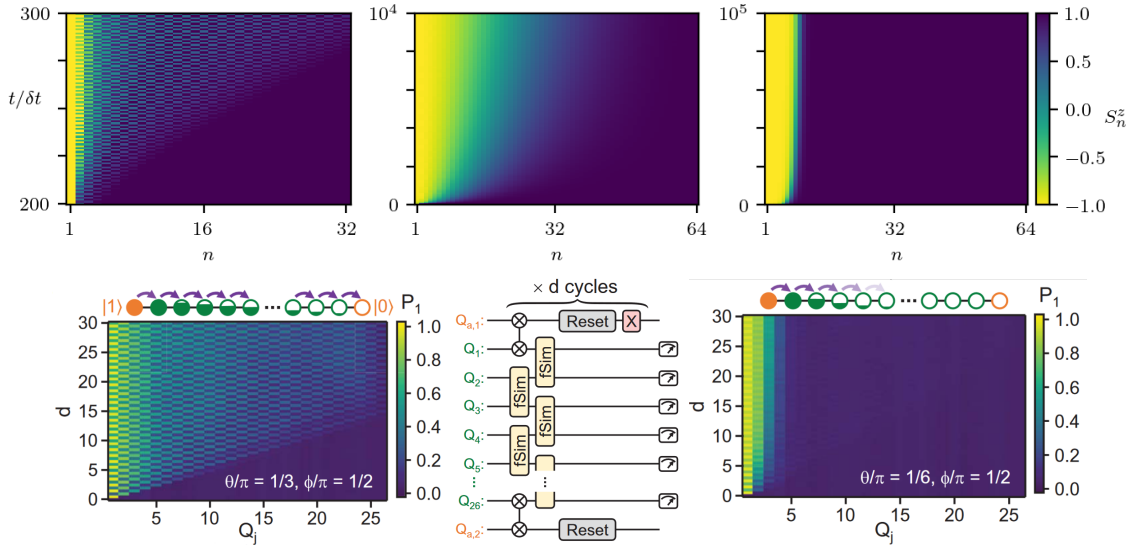 300
t/δt
200
1
16
32
n
10^4
0
1
32
64
n
10^5
0
1
32
64
n
1.0
0.5
0.0
−0.5
−1.0
S_n^z
|1⟩
...
|0⟩
P_1
30
25
20
15
10
5
0
d
5
10
15
20
25
Q_j
θ/π = 1/3, ϕ/π = 1/2
1.0
0.8
0.6
0.4
0.2
0.0
× d cycles
Q_a,1:
Reset
X
Q_1:
fSim
Q_2:
fSim
Q_3:
fSim
Q_4:
fSim
Q_5:
Q_26:
Q_a,2:
Reset
P_1
30
25
20
15
10
5
0
d
5
10
15
20
25
Q_j
θ/π = 1/6, ϕ/π = 1/2
1.0
0.8
0.6
0.4
0.2
0.0